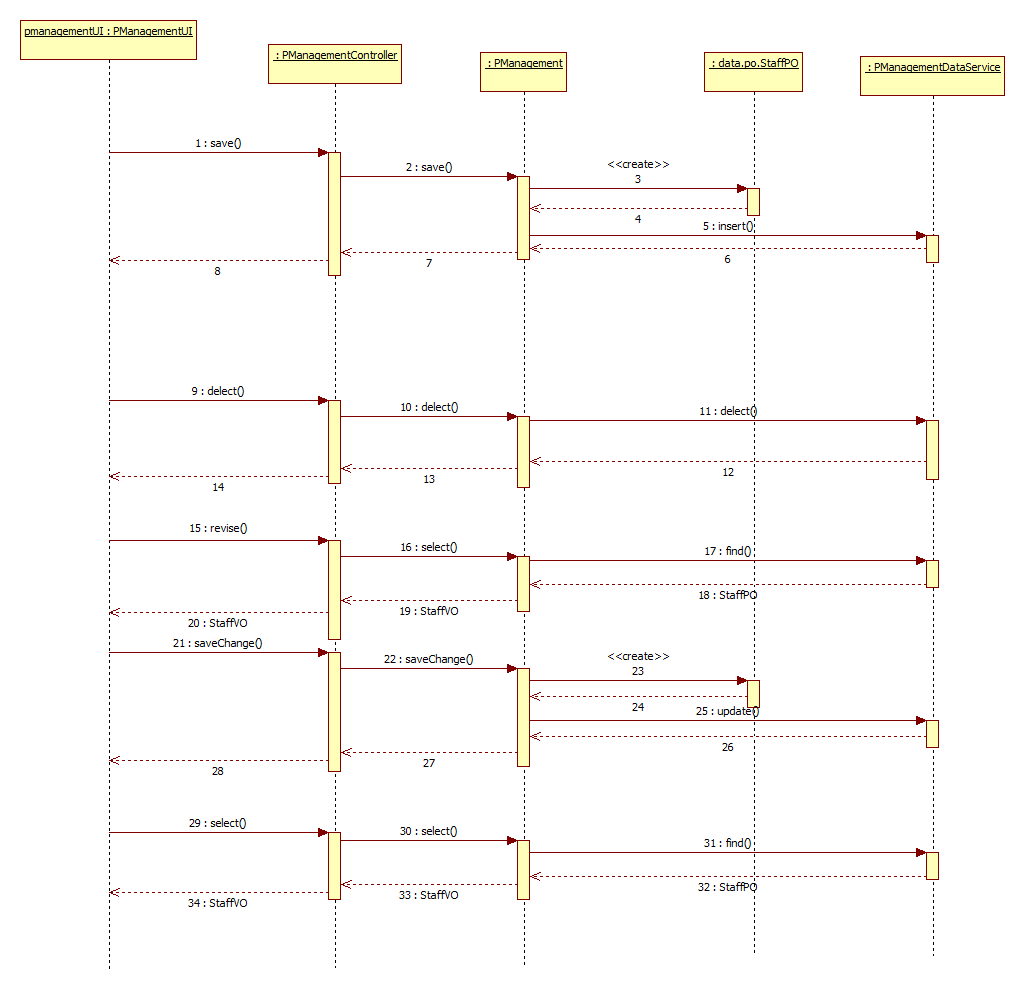 pmanagementUI : PManagementUI
: PManagementController
: PManagement
: data.po.StaffPO
: PManagementDataService
1 : save()
2 : save()
<<create>>
3
4
5 : insert()
6
7
8
9 : delect()
10 : delect()
11 : delect()
12
13
14
15 : revise()
16 : select()
17 : find()
18 : StaffPO
19 : StaffVO
20 : StaffVO
21 : saveChange()
22 : saveChange()
<<create>>
23
24
25 : update()
26
27
28
29 : select()
30 : select()
31 : find()
32 : StaffPO
33 : StaffVO
34 : StaffVO